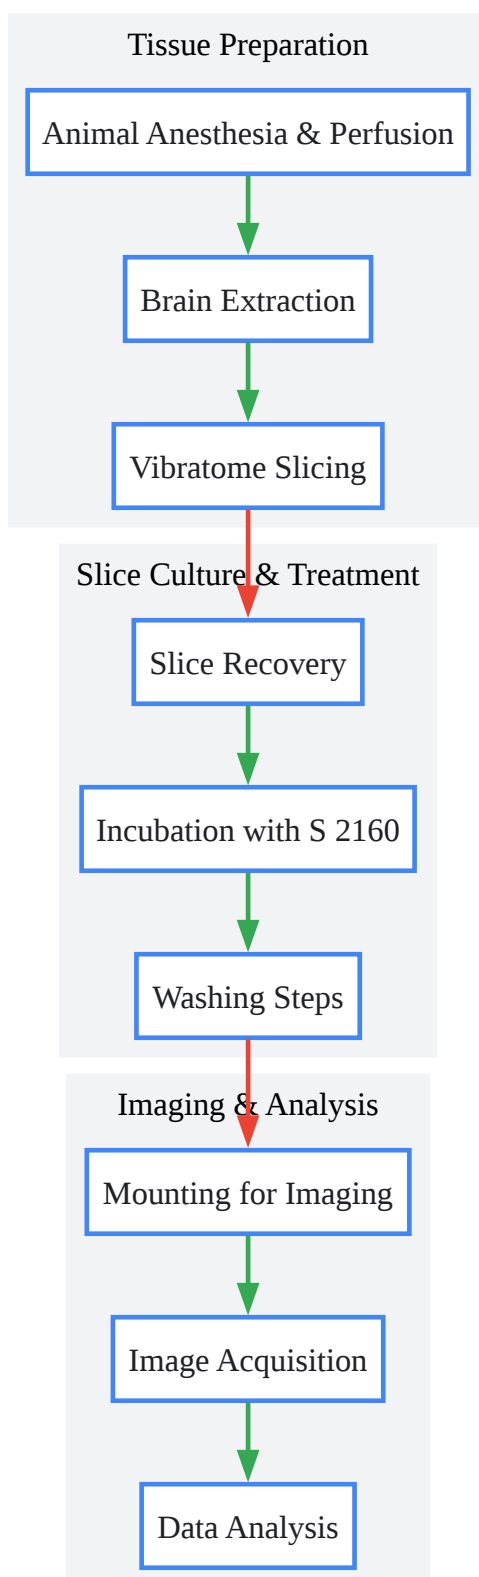 Tissue Preparation
Animal Anesthesia & Perfusion
Brain Extraction
Vibratome Slicing
Slice Culture & Treatment
Slice Recovery
Incubation with S 2160
Washing Steps
Imaging & Analysis
Mounting for Imaging
Image Acquisition
Data Analysis